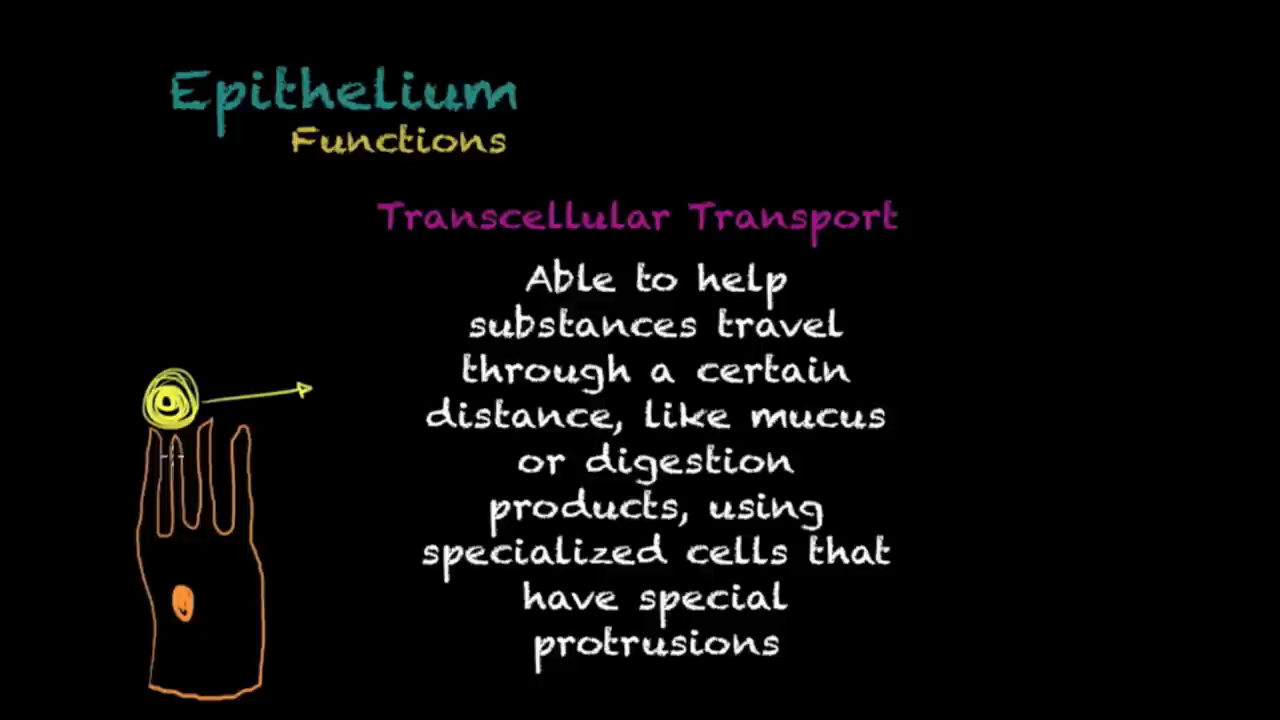 Epithelium
Functions
Transcellular Transport
Able to help
substances travel
through a certain
distance, like mucus
or digestion
products, using
specialized cells that
have special
protrusions